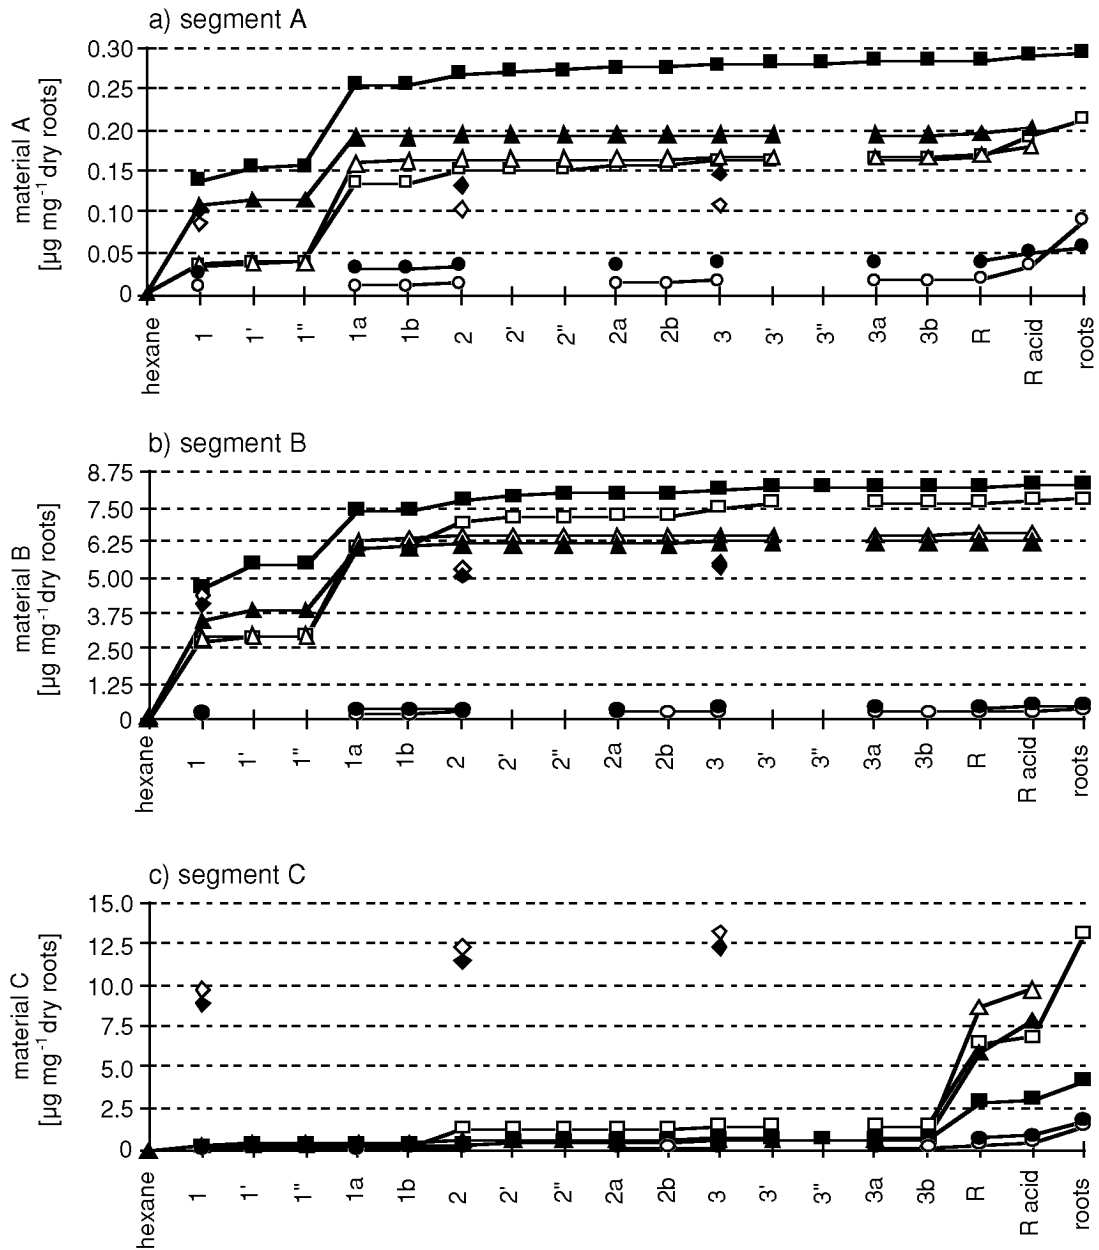 a) segment A
material A
[µg mg⁻¹ dry roots]
0.30
0.25
0.20
0.15
0.10
0.05
0
hexane 1 1' 1" 1a 1b 2 2' 2" 2a 2b 3 3' 3" 3a 3b R R acid roots
b) segment B
material B
[µg mg⁻¹ dry roots]
8.75
7.50
6.25
5.00
3.75
2.50
1.25
0
hexane 1 1' 1" 1a 1b 2 2' 2" 2a 2b 3 3' 3" 3a 3b R R acid roots
c) segment C
material C
[µg mg⁻¹ dry roots]
15.0
12.5
10.0
7.5
5.0
2.5
0
hexane 1 1' 1" 1a 1b 2 2' 2" 2a 2b 3 3' 3" 3a 3b R R acid roots